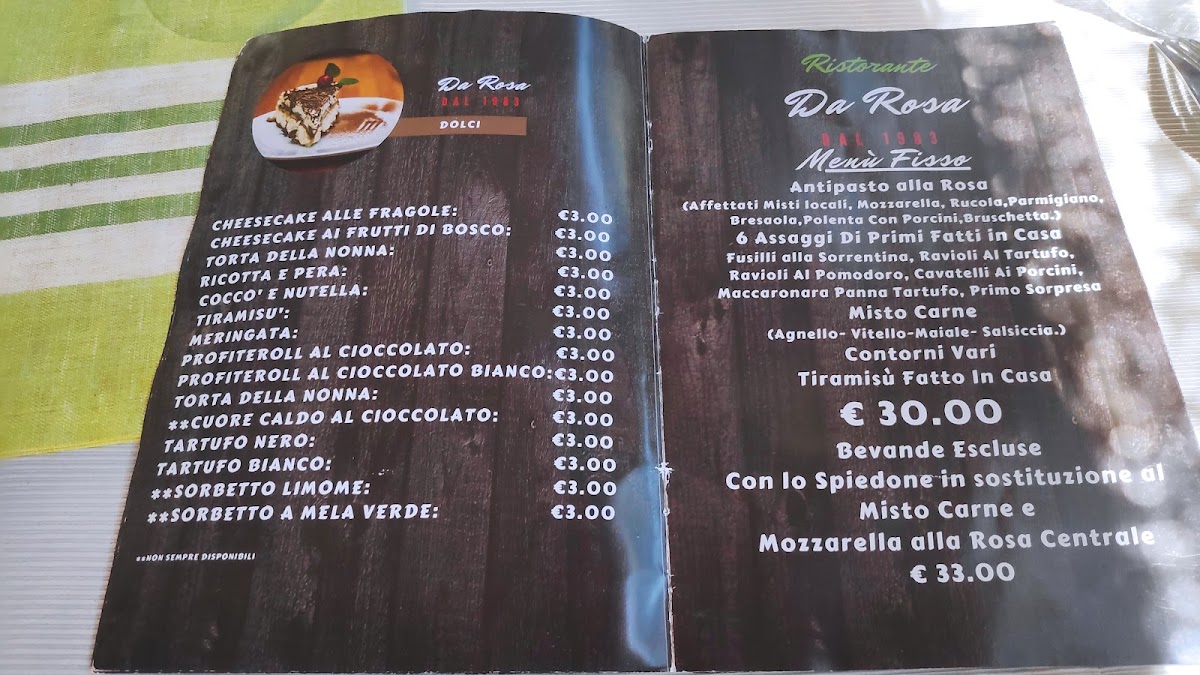 Da Rosa
DAL 1983
DOLCI
CHEESECAKE ALLE FRAGOLE: €3.00
CHEESECAKE AI FRUTTI DI BOSCO: €3.00
TORTA DELLA NONNA: €3.00
RICOTTA E PERA: €3.00
COCCO' E NUTELLA: €3.00
TIRAMISU': €3.00
MERINGATA: €3.00
PROFITEROLL AL CIOCCOLATO: €3.00
PROFITEROLL AL CIOCCOLATO BIANCO: €3.00
TORTA DELLA NONNA: €3.00
**CUORE CALDO AL CIOCCOLATO: €3.00
TARTUFO NERO: €3.00
TARTUFO BIANCO: €3.00
**SORBETTO LIMOME: €3.00
**SORBETTO A MELA VERDE: €3.00
**NON SEMPRE DISPONIBILI
Ristorante
Da Rosa
DAL 1983
Menù Fisso
Antipasto alla Rosa
(Affettati Misti locali, Mozzarella, Rucola,Parmigiano,
Bresaola,Polenta Con Porcini,Bruschetta.)
6 Assaggi Di Primi Fatti in Casa
Fusilli alla Sorrentina, Ravioli Al Tartufo,
Ravioli Al Pomodoro, Cavatelli Ai Porcini,
Maccaronara Panna Tartufo, Primo Sorpresa
Misto Carne
(Agnello- Vitello-Maiale- Salsiccia.)
Contorni Vari
Tiramisù Fatto In Casa
€ 30.00
Bevande Escluse
Con lo Spiedone in sostituzione al
Misto Carne e
Mozzarella alla Rosa Centrale
€ 33.00